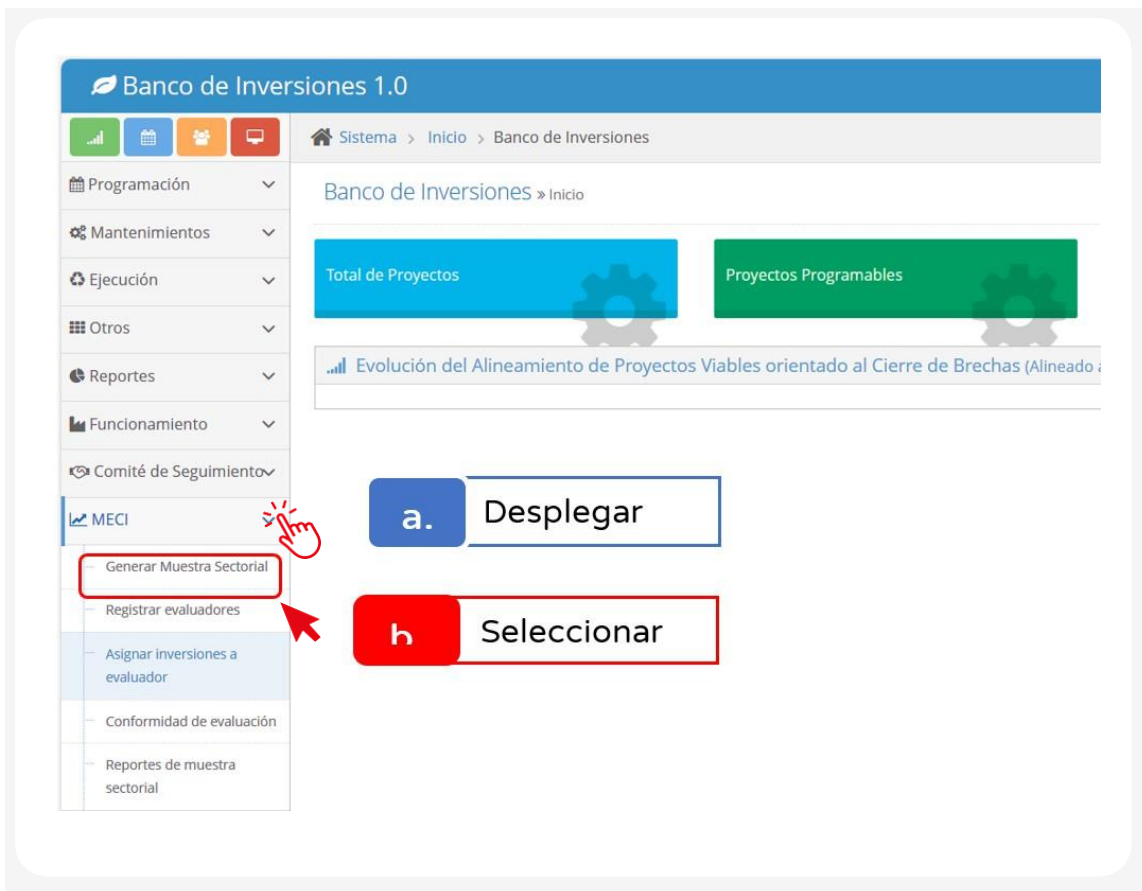 Banco de Inversiones 1.0
Sistema > Inicio > Banco de Inversiones
Programación
Mantenimientos
Ejecución
Otros
Reportes
Funcionamiento
Comité de Seguimiento
MECI
Generar Muestra Sectorial
Registrar evaluadores
Asignar inversiones a
evaluador
Conformidad de evaluación
Reportes de muestra
sectorial
Banco de Inversiones » Inicio
Total de Proyectos
Proyectos Programables
Evolución del Alineamiento de Proyectos Viables orientado al Cierre de Brechas (Alineado
a. Desplegar
b Seleccionar